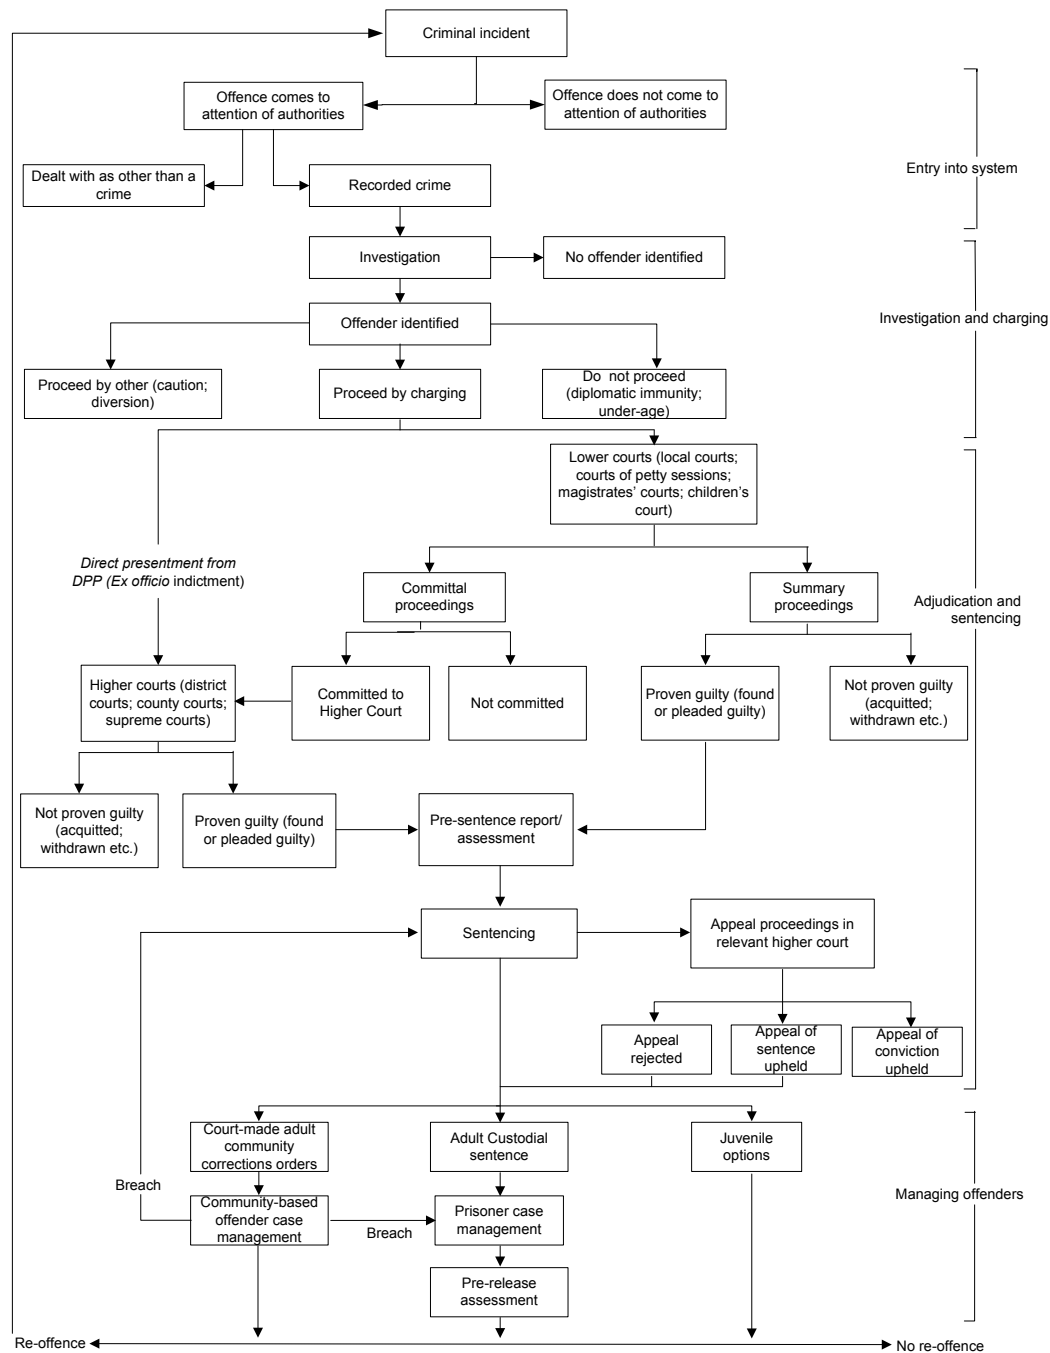 Criminal incident
Offence comes to
attention of authorities
Offence does not come to
attention of authorities
Entry into system
Dealt with as other than a
crime
Recorded crime
Investigation
No offender identified
Investigation and charging
Offender identified
Proceed by other (caution;
diversion)
Proceed by charging
Do not proceed
(diplomatic immunity;
under-age)
Lower courts (local courts;
courts of petty sessions;
magistrates’ courts; children’s
court)
Direct presentment from
DPP (Ex officio indictment)
Committal
proceedings
Summary
proceedings
Adjudication and
sentencing
Higher courts (district
courts; county courts;
supreme courts)
Committed to
Higher Court
Not committed
Proven guilty (found
or pleaded guilty)
Not proven guilty
(acquitted;
withdrawn etc.)
Not proven guilty
(acquitted;
withdrawn etc.)
Proven guilty (found
or pleaded guilty)
Pre-sentence report/
assessment
Sentencing
Appeal proceedings in
relevant higher court
Appeal
rejected
Appeal of
sentence
upheld
Appeal of
conviction
upheld
Court-made adult
community
corrections orders
Adult Custodial
sentence
Juvenile
options
Breach
Managing offenders
Community-based
offender case
management
Breach
Prisoner case
management
Pre-release
assessment
Re-offence
No re-offence